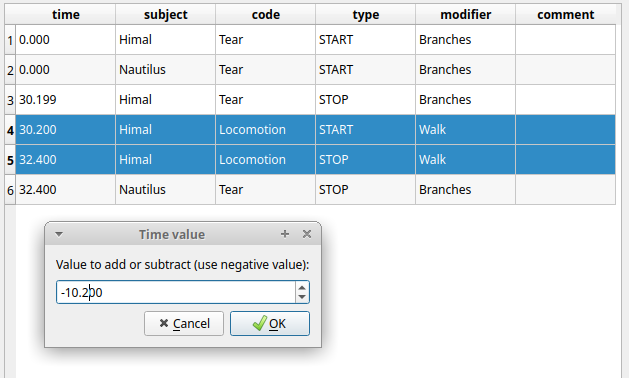 time subject code type modifier comment
1 0.000 Himal Tear START Branches
2 0.000 Nautilus Tear START Branches
3 30.199 Himal Tear STOP Branches
4 30.200 Himal Locomotion START Walk
5 32.400 Himal Locomotion STOP Walk
6 32.400 Nautilus Tear STOP Branches
Time value
Value to add or subtract (use negative value):
-10.200
Cancel OK